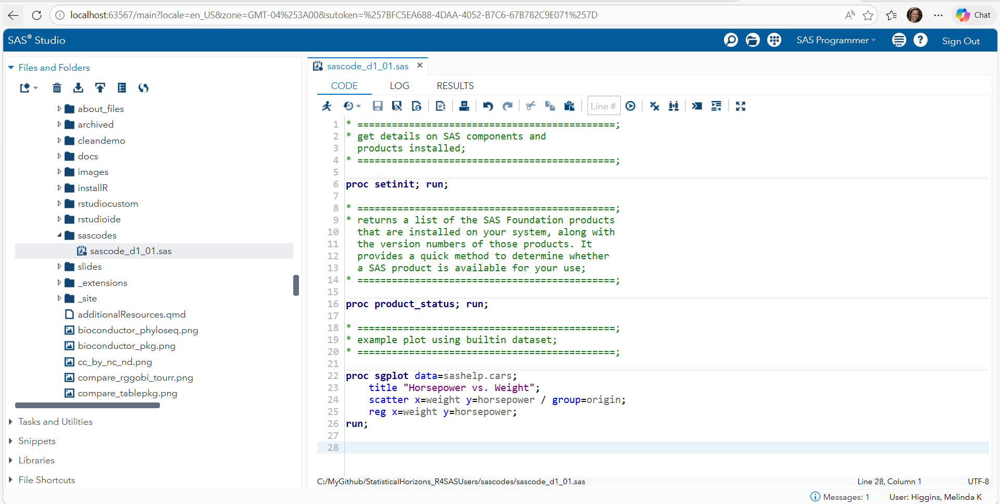 localhost:63567/main?locale=en_US&zone=GMT-04%253A00&sutoken=%257BFC5EA688-4DAA-4052-B7C6-67B782C9E071%257D
Chat
SAS® Studio
SAS Programmer
Sign Out
Files and Folders
about_files
archived
cleandemo
docs
images
installR
rstudiocustom
rstudioide
sascodes
sascode_d1_01.sas
slides
_extensions
_site
additionalResources.qmd
bioconductor_phyloseq.png
bioconductor_pkg.png
cc_by_nc_nd.png
compare_rggobi_tourr.png
compare_tablepkg.png
Tasks and Utilities
Snippets
Libraries
File Shortcuts
sascode_d1_01.sas
CODE LOG RESULTS
Line #
1 * =============================================;
2 * get details on SAS components and
3 products installed;
4 * =============================================;
5
6 proc setinit; run;
7
8 * =============================================;
9 * returns a list of the SAS Foundation products
10 that are installed on your system, along with
11 the version numbers of those products. It
12 provides a quick method to determine whether
13 a SAS product is available for your use;
14 * =============================================;
15
16 proc product_status; run;
17
18 * =============================================;
19 * example plot using builtin dataset;
20 * =============================================;
21
22 proc sgplot data=sashelp.cars;
23 title "Horsepower vs. Weight";
24 scatter x=weight y=horsepower / group=origin;
25 reg x=weight y=horsepower;
26 run;
27
28
C:/MyGithub/StatisticalHorizons_R4SASUsers/sascodes/sascode_d1_01.sas
Line 28, Column 1
UTF-8
Messages: 1
User: Higgins, Melinda K